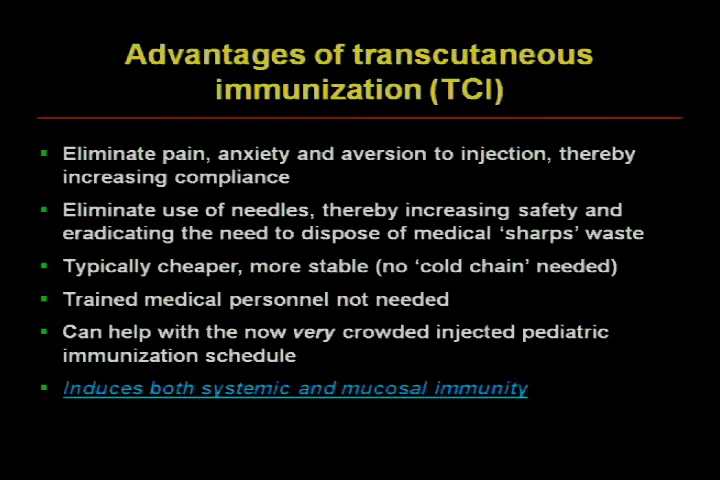 Advantages of transcutaneous
immunization (TCI)
▪ Eliminate pain, anxiety and aversion to injection, thereby
increasing compliance
▪ Eliminate use of needles, thereby increasing safety and
eradicating the need to dispose of medical ‘sharps’ waste
▪ Typically cheaper, more stable (no ‘cold chain’ needed)
▪ Trained medical personnel not needed
▪ Can help with the now very crowded injected pediatric
immunization schedule
▪ Induces both systemic and mucosal immunity